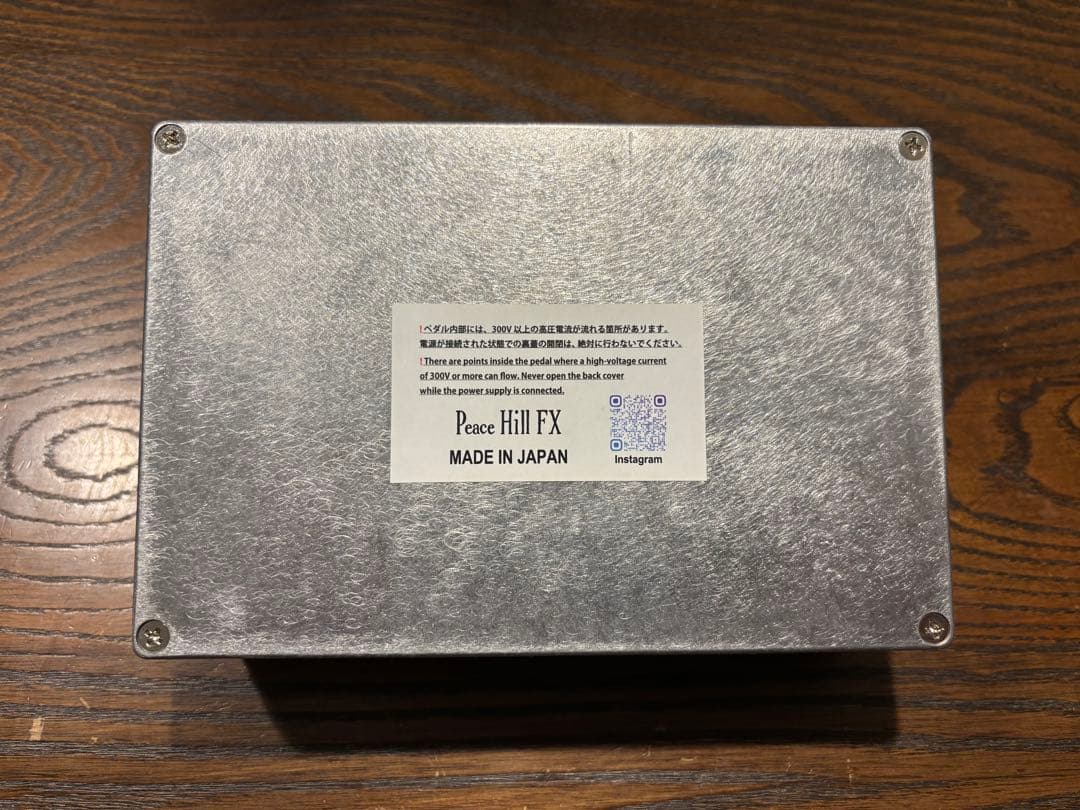 !ペダル内部には、300V 以上の高圧電流が流れる箇所があります。
電源が接続された状態での裏蓋の開閉は、絶対に行わないでください。
!There are points inside the pedal where a high-voltage current
of 300V or more can flow. Never open the back cover
while the power supply is connected.
Peace Hill FX
MADE IN JAPAN
Instagram